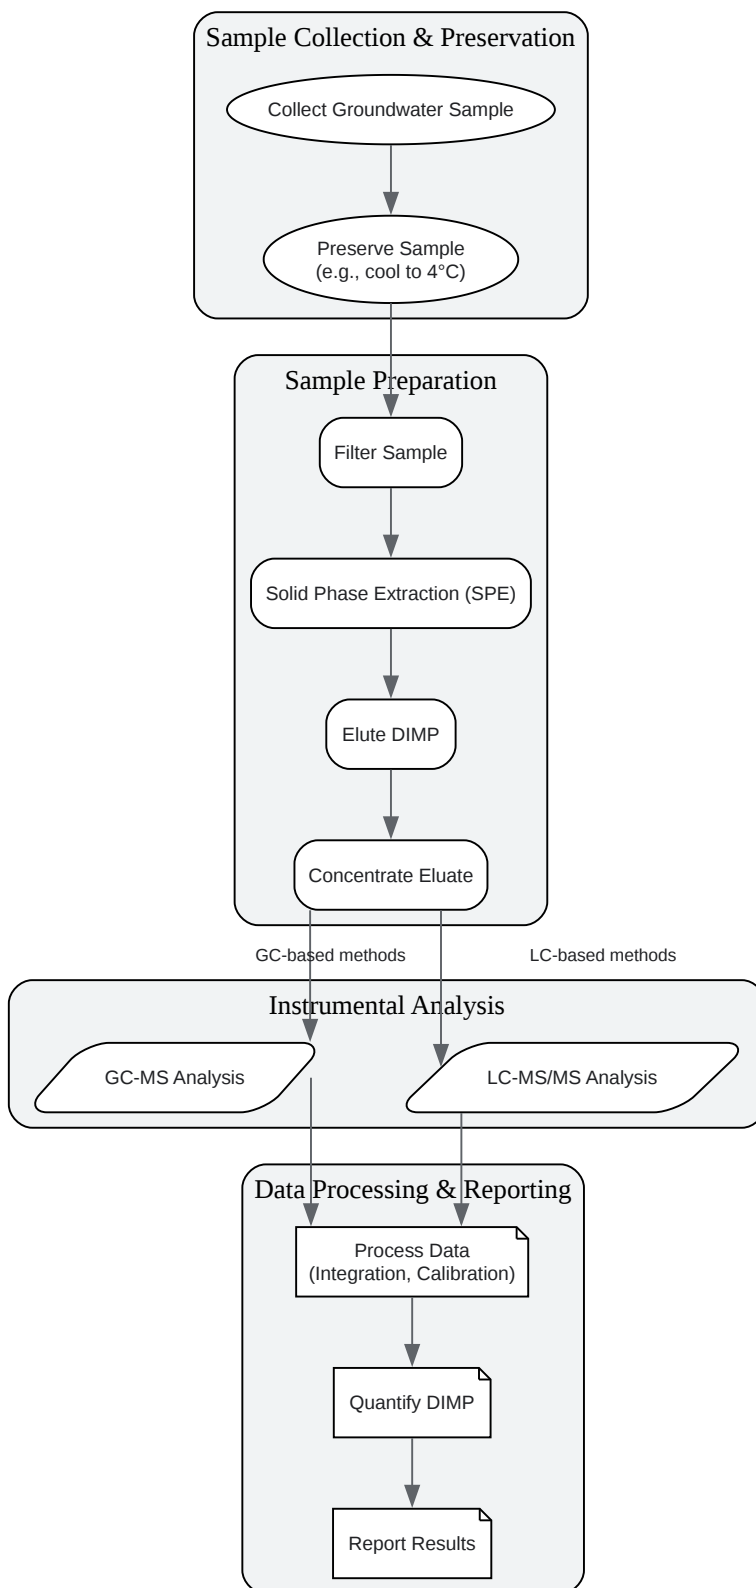 Sample Collection & Preservation
Collect Groundwater Sample
Preserve Sample
(e.g., cool to 4°C)
Sample Preparation
Filter Sample
Solid Phase Extraction (SPE)
Elute DIMP
Concentrate Eluate
GC-based methods
LC-based methods
Instrumental Analysis
GC-MS Analysis
LC-MS/MS Analysis
Data Processing & Reporting
Process Data
(Integration, Calibration)
Quantify DIMP
Report Results